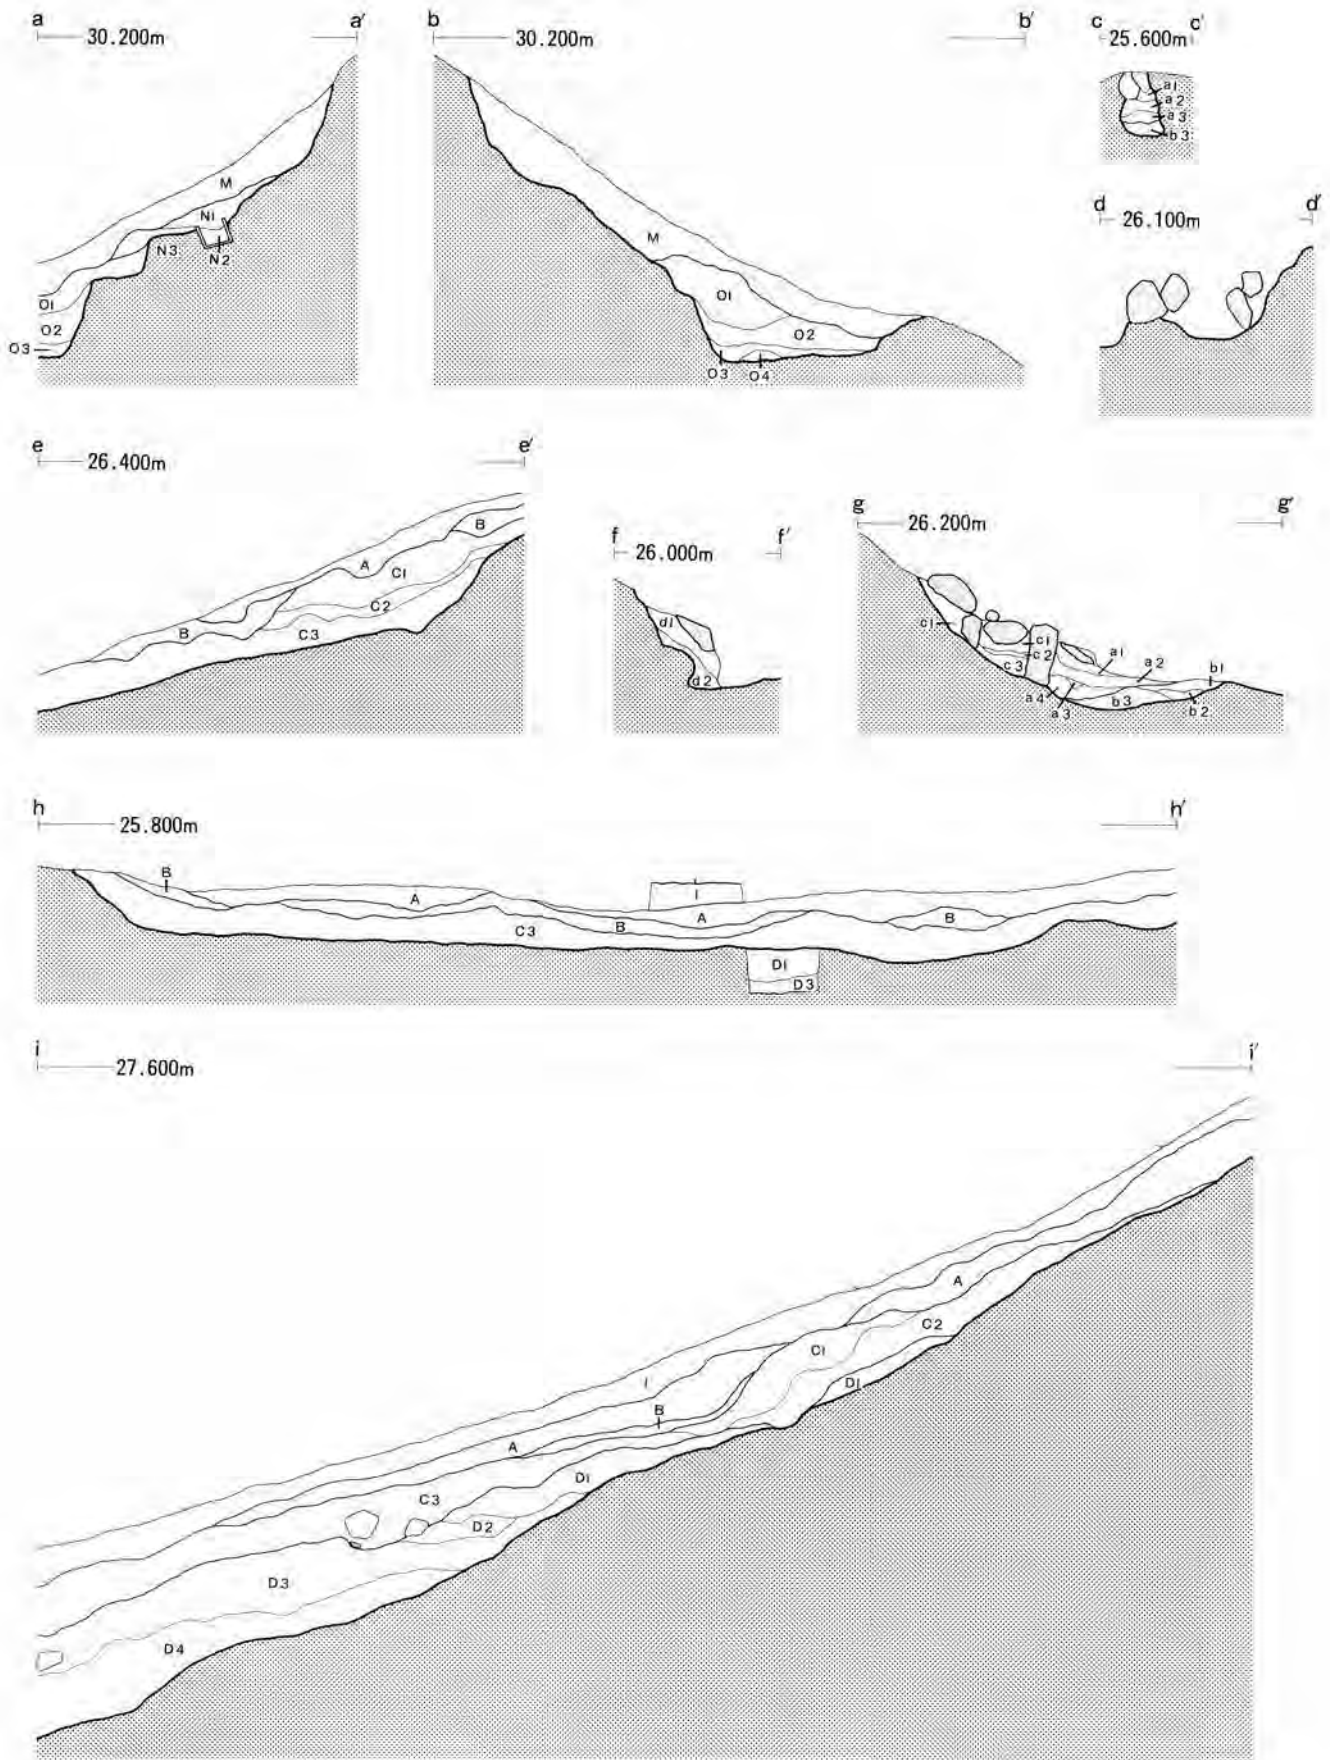 a a′ b b′ c c′
30.200m 30.200m 25.600m
a1
a2
a3
b3
M
N1
N3 N2
O1
O2
O3
M
O1
O2
O3 O4
d d′
26.100m
e e′
26.400m
B
A
C1
C2
B C3
f f′
26.000m
d1
d2
g g′
26.200m
c1 c1
c2
c3
a1 a2 b1
a4 a3 b3 b2
h h′
25.800m
B
A I A B
C3 B
D1
D3
i i′
27.600m
A
C2
C1
D1
I
B
A
D1
C3
D2
D3
D4